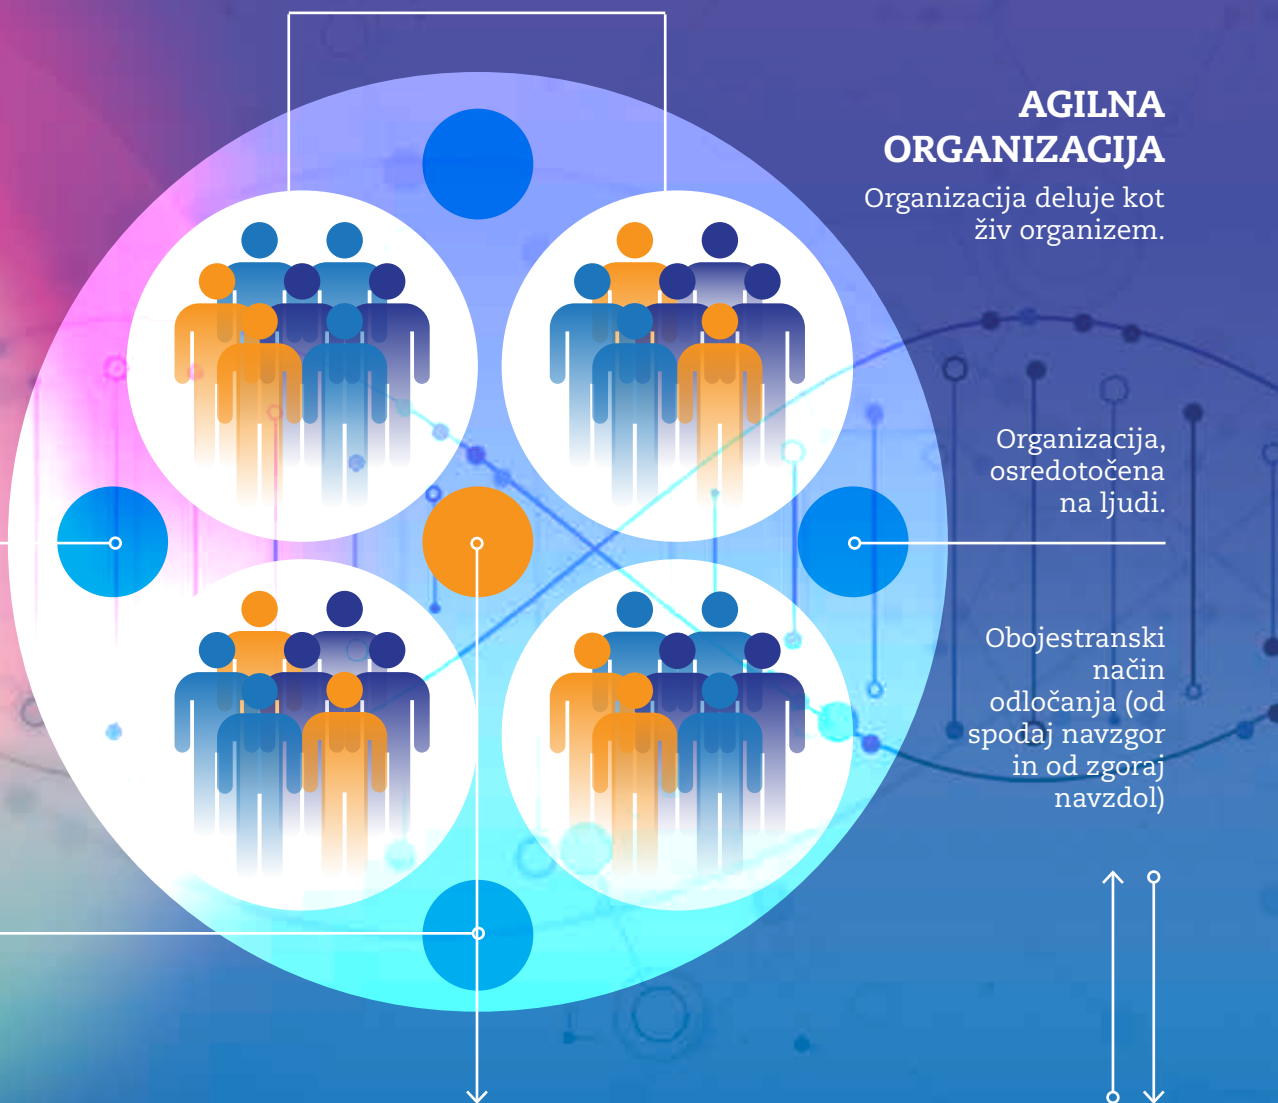 AGILNA
ORGANIZACIJA
Organizacija deluje kot
živ organizem.
Organizacija,
osredotočena
na ljudi.
Obojestranski
način
odločanja (od
spodaj navzgor
in od zgoraj
navzdol)